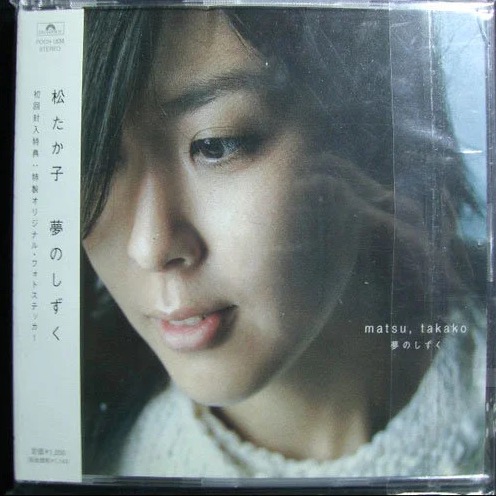 STEREO
松たか子 夢のしずく
初回封入特典：特製オリジナル・フォトステッカー
matsu, takako
夢のしずく